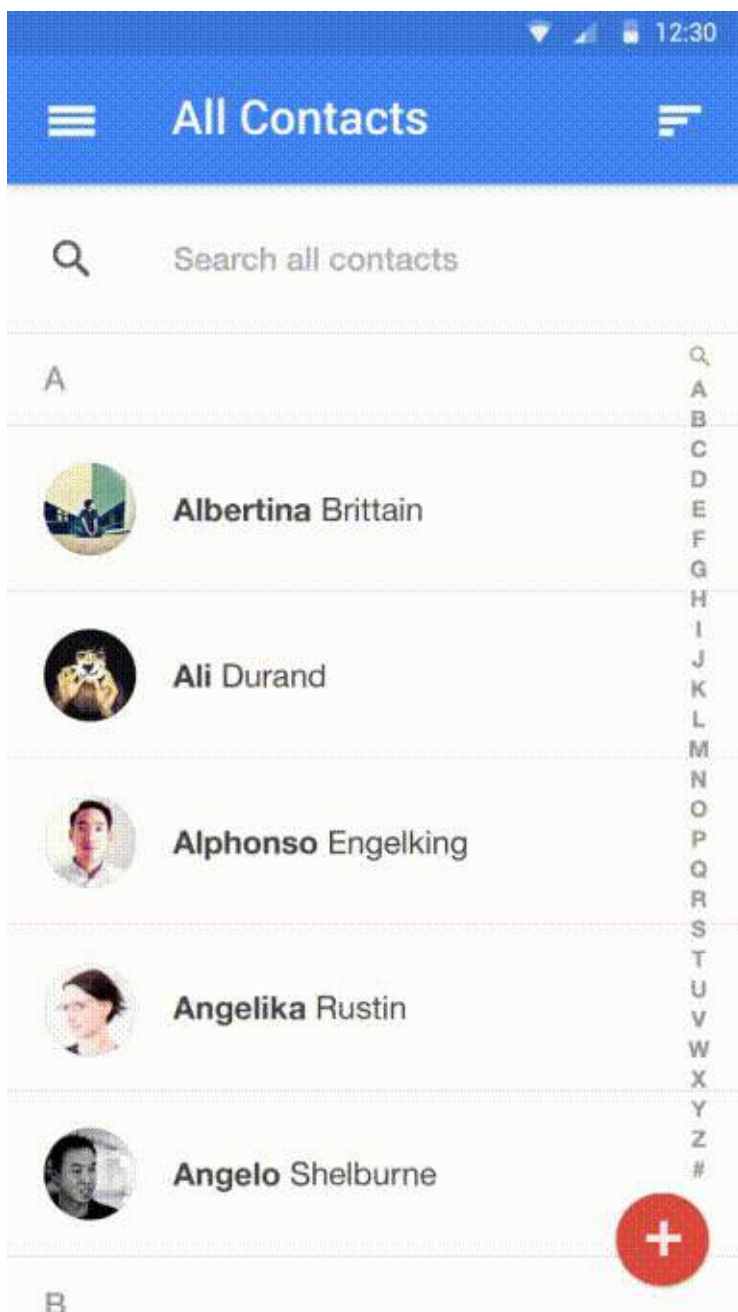 12:30
All Contacts
Search all contacts
A
Albertina Brittain
Ali Durand
Alphonso Engelking
Angelika Rustin
Angelo Shelburne
B
A
B
C
D
E
F
G
H
I
J
K
L
M
N
O
P
Q
R
S
T
U
V
W
X
Y
Z
#
+